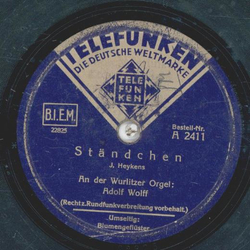 TELEFUNKEN
DIE DEUTSCHE WELTMARKE
TELE
FUN
KEN
B.I.E.M.
22825
Bestell-Nr.
A 2411
Ständchen
J. Heykens
An der Wurlitzer Orgel:
Adolf Wolff
(Rechtz. Rundfunkverbreitung vorbehalt.)
Umseitig:
Blumengeflüster